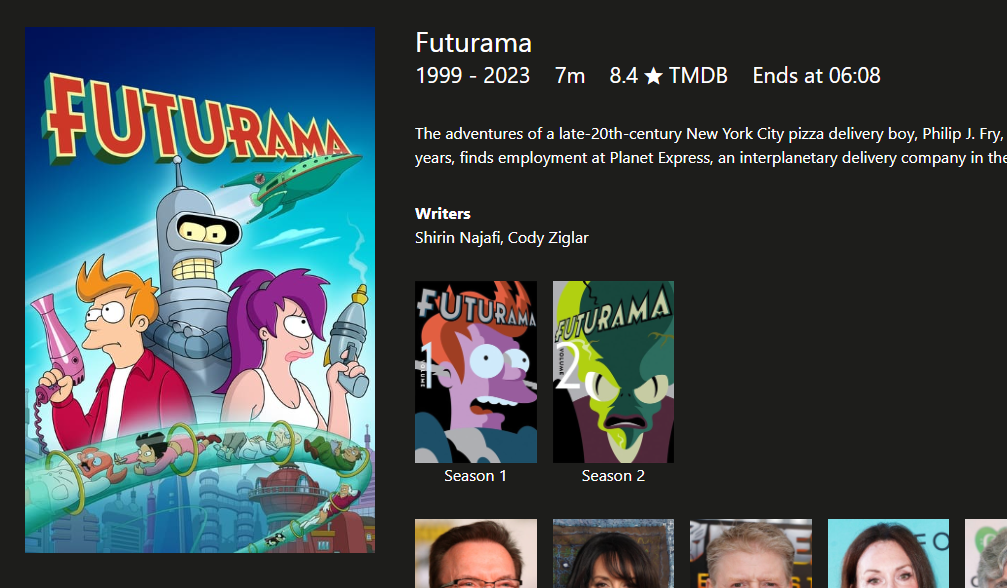 FUTURAMA
Futurama
1999 - 2023 7m 8.4 ★ TMDB Ends at 06:08
The adventures of a late-20th-century New York City pizza delivery boy, Philip J. Fry,
years, finds employment at Planet Express, an interplanetary delivery company in the
Writers
Shirin Najafi, Cody Ziglar
FUTURAMA
VOLUME
1
FUTURAMA
VOLUME
2
Season 1
Season 2